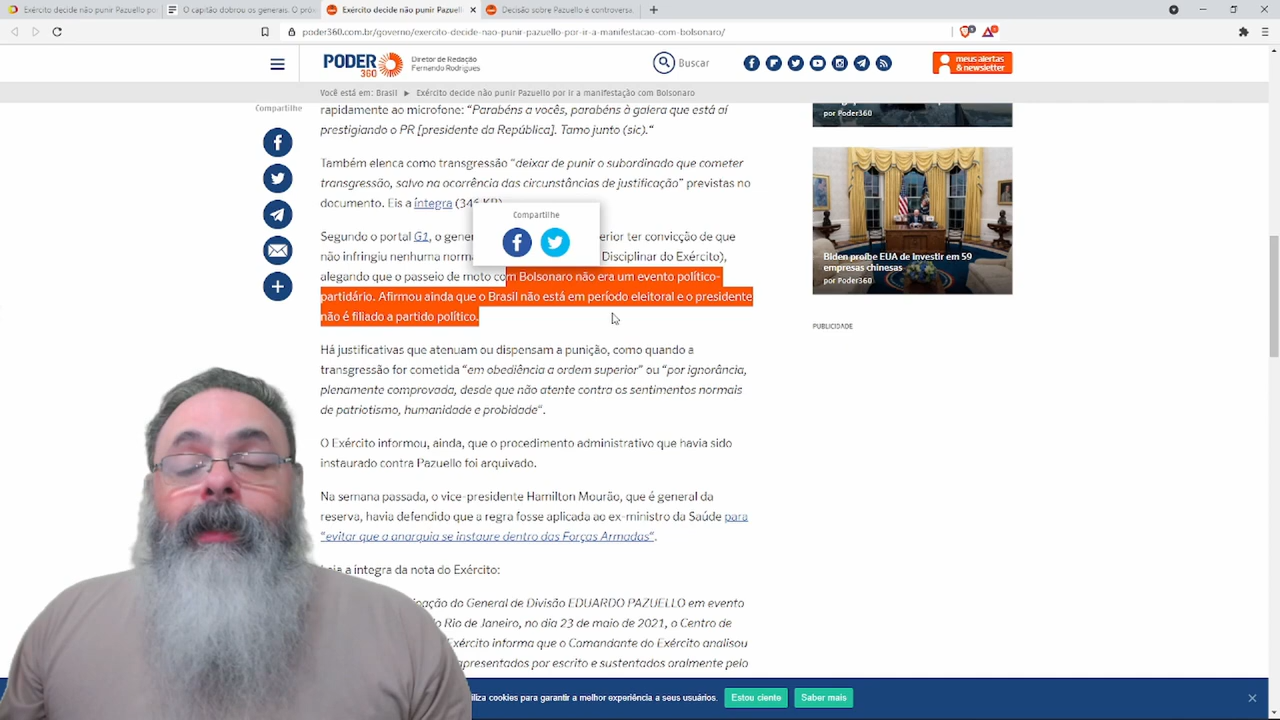 Exército decide não punir Pazuello po
O capitão dobrou os generais. O próx
Exército decide não punir Pazuell
Decisão sobre Pazuello é controversa
poder360.com.br/governo/exercito-decide-nao-punir-pazuello-por-ir-a-manifestacao-com-bolsonaro/
PODER
360
Diretor de Redação
Fernando Rodrigues
Buscar
meus alertas
& newsletter
Você está em: Brasil ► Exército decide não punir Pazuello por ir a manifestação com Bolsonaro
Compartilhe
rapidamente ao microfone: “Parabéns a vocês, parabéns à galera que está aí
prestigiando o PR [presidente da República]. Tamo junto (sic).“
Também elenca como transgressão “deixar de punir o subordinado que cometer
transgressão, salvo na ocorrência das circunstâncias de justificação” previstas no
documento. Eis a íntegra
Segundo o portal G1, o gene
erior ter convicção de que
não infringiu nenhuma norma
Disciplinar do Exército),
alegando que o passeio de moto com Bolsonaro não era um evento político-
partidário. Afirmou ainda que o Brasil não está em período eleitoral e o presidente
não é filiado a partido político.
Compartilhe
Há justificativas que atenuam ou dispensam a punição, como quando a
transgressão for cometida “em obediência a ordem superior” ou “por ignorância,
plenamente comprovada, desde que não atente contra os sentimentos normais
de patriotismo, humanidade e probidade“.
O Exército informou, ainda, que o procedimento administrativo que havia sido
instaurado contra Pazuello foi arquivado.
Na semana passada, o vice-presidente Hamilton Mourão, que é general da
reserva, havia defendido que a regra fosse aplicada ao ex-ministro da Saúde para
“evitar que a anarquia se instaure dentro das Forças Armadas“.
a íntegra da nota do Exército:
ação do General de Divisão EDUARDO PAZUELLO em evento
o Rio de Janeiro, no dia 23 de maio de 2021, o Centro de
Exército informa que o Comandante do Exército analisou
apresentados por escrito e sustentados oralmente pelo
por Poder360
Biden proíbe EUA de investir em 59
empresas chinesas
por Poder360
PUBLICIDADE
iliza cookies para garantir a melhor experiência a seus usuários.
Estou ciente
Saber mais